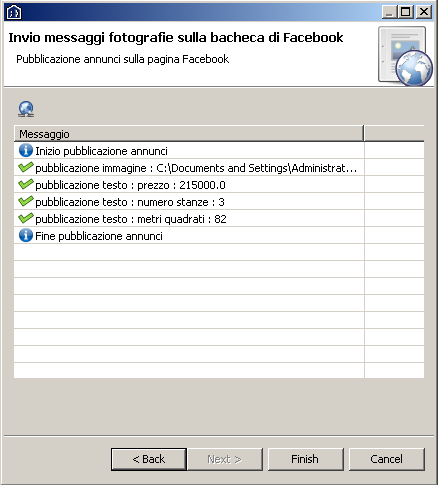 Invio messaggi fotografie sulla bacheca di Facebook
Pubblicazione annunci sulla pagina Facebook
Messaggio
Inizio pubblicazione annunci
pubblicazione immagine : C:\Documents and Settings\Administrat...
pubblicazione testo : prezzo : 215000.0
pubblicazione testo : numero stanze : 3
pubblicazione testo : metri quadrati : 82
Fine pubblicazione annunci
< Back
Next >
Finish
Cancel